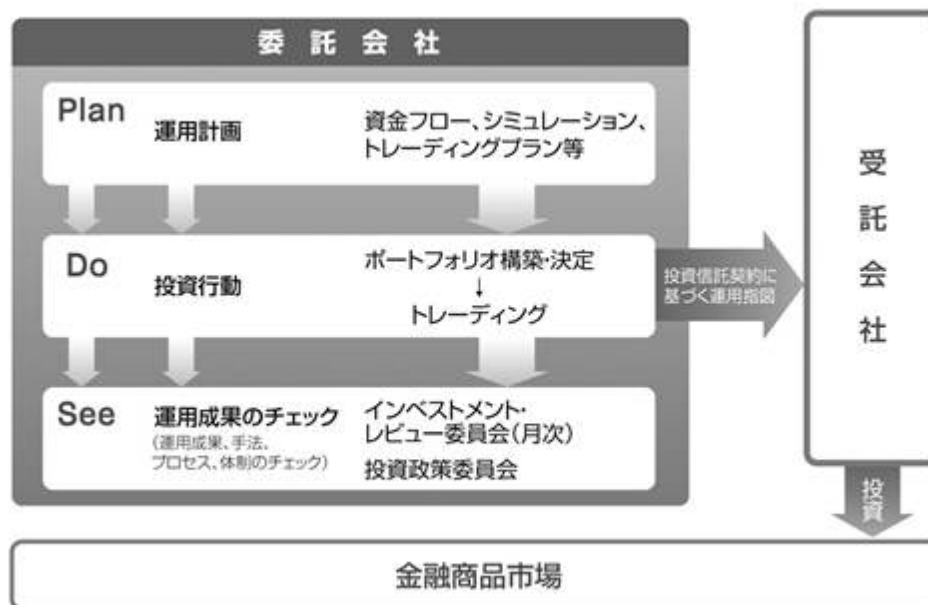 委託会社
Plan
運用計画
資金フロー、シミュレーション、
トレーディングプラン等
Do
投資行動
ポートフォリオ構築・決定
↓
トレーディング
投資信託契約に
基づく運用指図
See
運用成果のチェック
(運用成果、手法、
プロセス、体制のチェック)
インベストメント・
レビュー委員会(月次)
投資政策委員会
受託会社
投資
金融商品市場